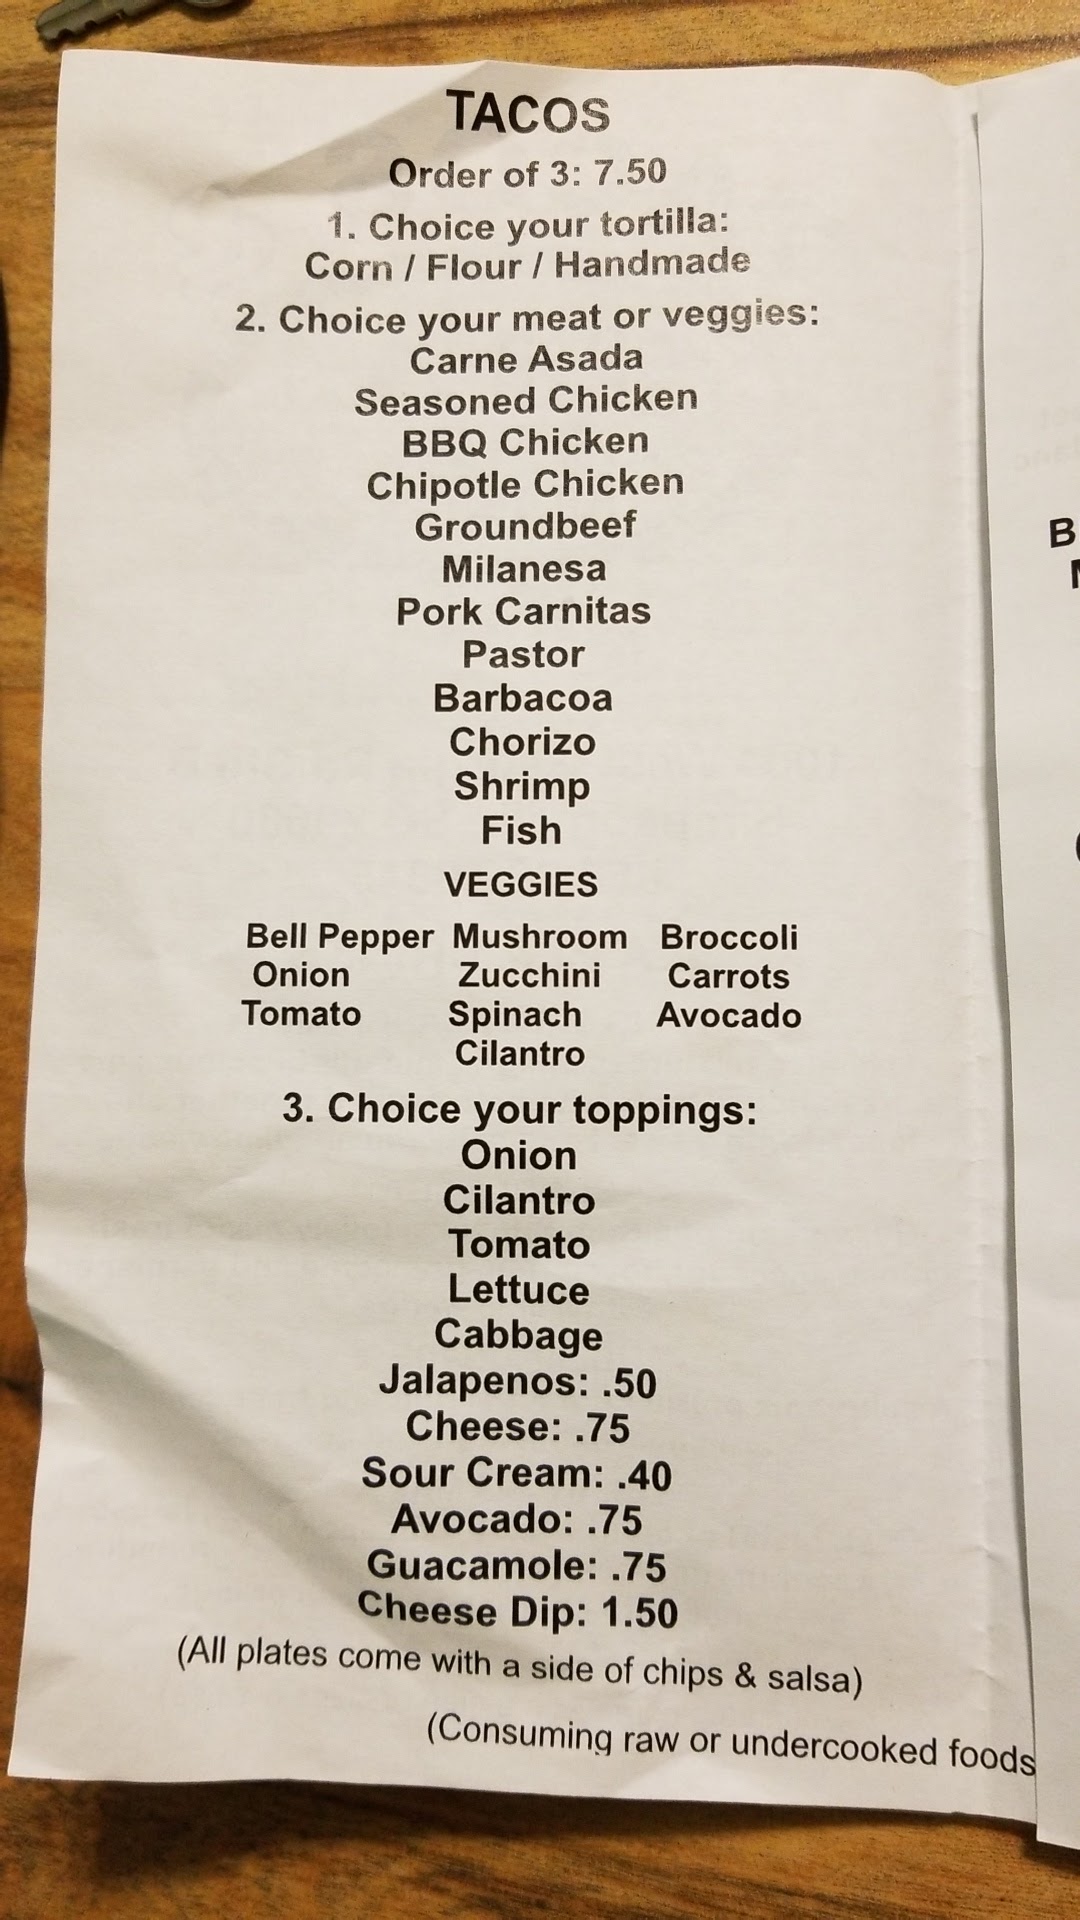 TACOS
Order of 3: 7.50
1. Choice your tortilla:
Corn / Flour / Handmade
2. Choice your meat or veggies:
Carne Asada
Seasoned Chicken
BBQ Chicken
Chipotle Chicken
Groundbeef
Milanesa
Pork Carnitas
Pastor
Barbacoa
Chorizo
Shrimp
Fish
VEGGIES
Bell Pepper Mushroom Broccoli
Onion Zucchini Carrots
Tomato Spinach Avocado
Cilantro
3. Choice your toppings:
Onion
Cilantro
Tomato
Lettuce
Cabbage
Jalapenos: .50
Cheese: .75
Sour Cream: .40
Avocado: .75
Guacamole: .75
Cheese Dip: 1.50
(All plates come with a side of chips & salsa)
(Consuming raw or undercooked foods